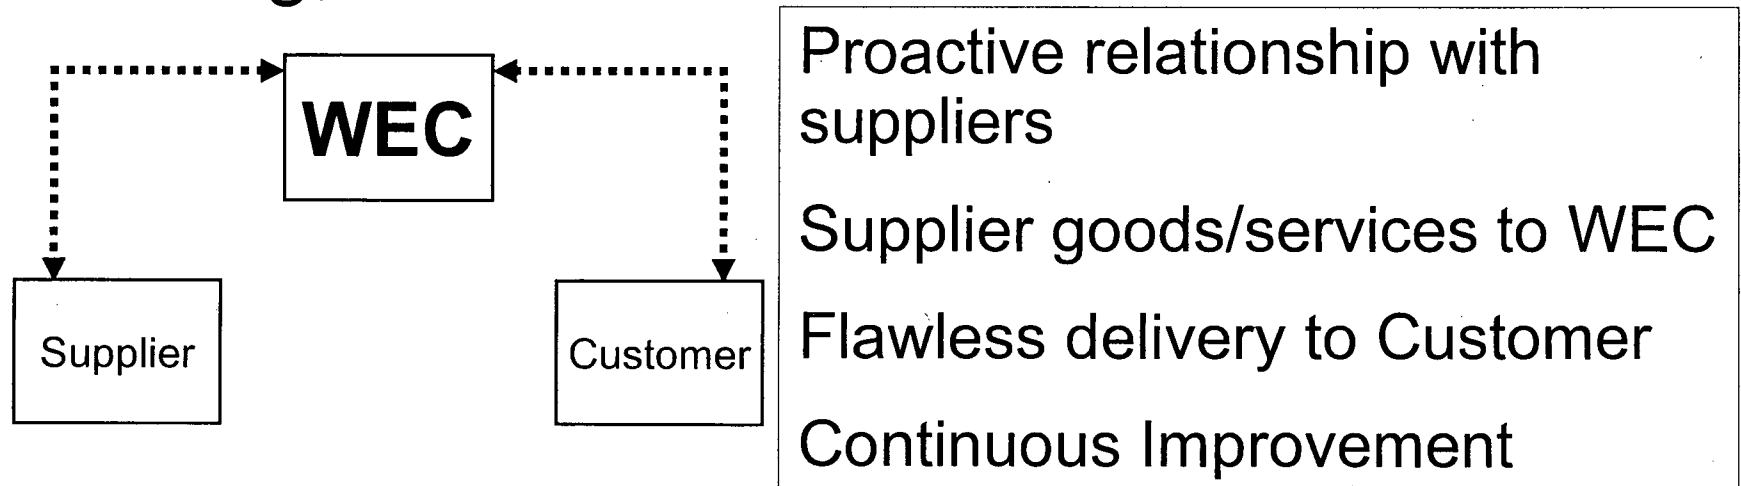 WEC
Supplier
Customer
Proactive relationship with
suppliers
Supplier goods/services to WEC
Flawless delivery to Customer
Continuous Improvement